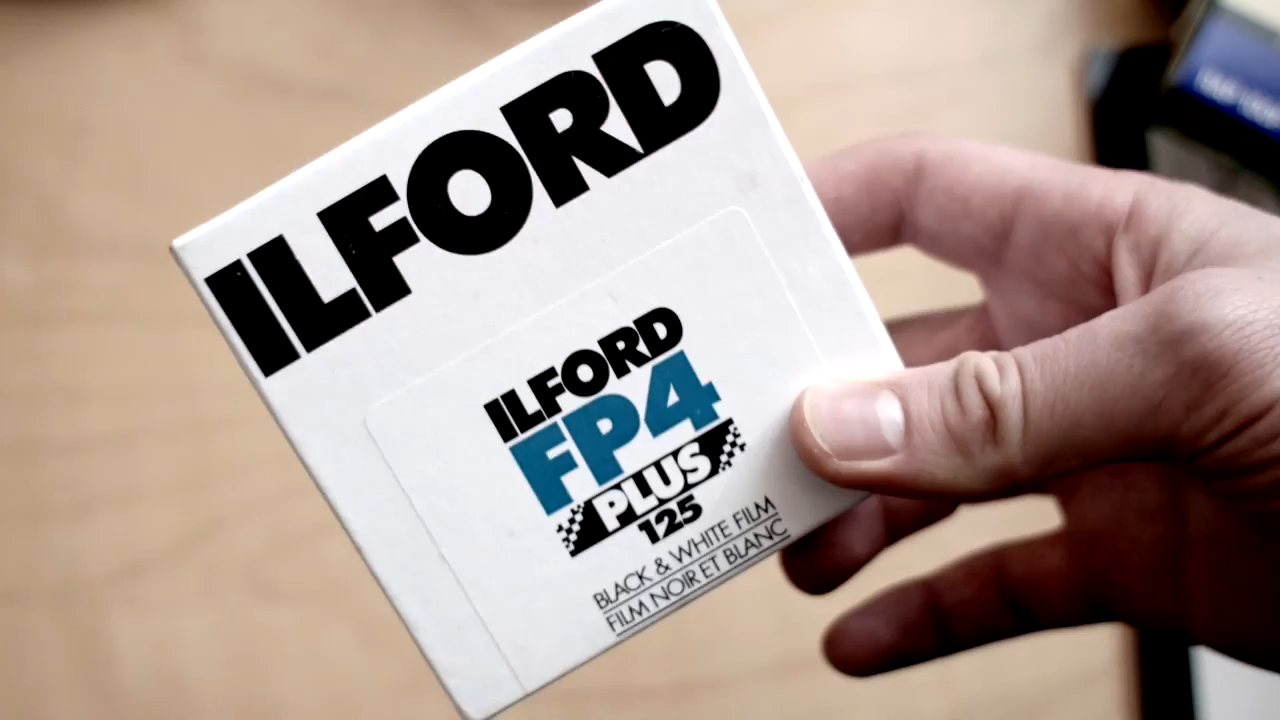 ILFORD
ILFORD
FP4
PLUS
125
BLACK & WHITE FILM
FILM NOIR ET BLANC